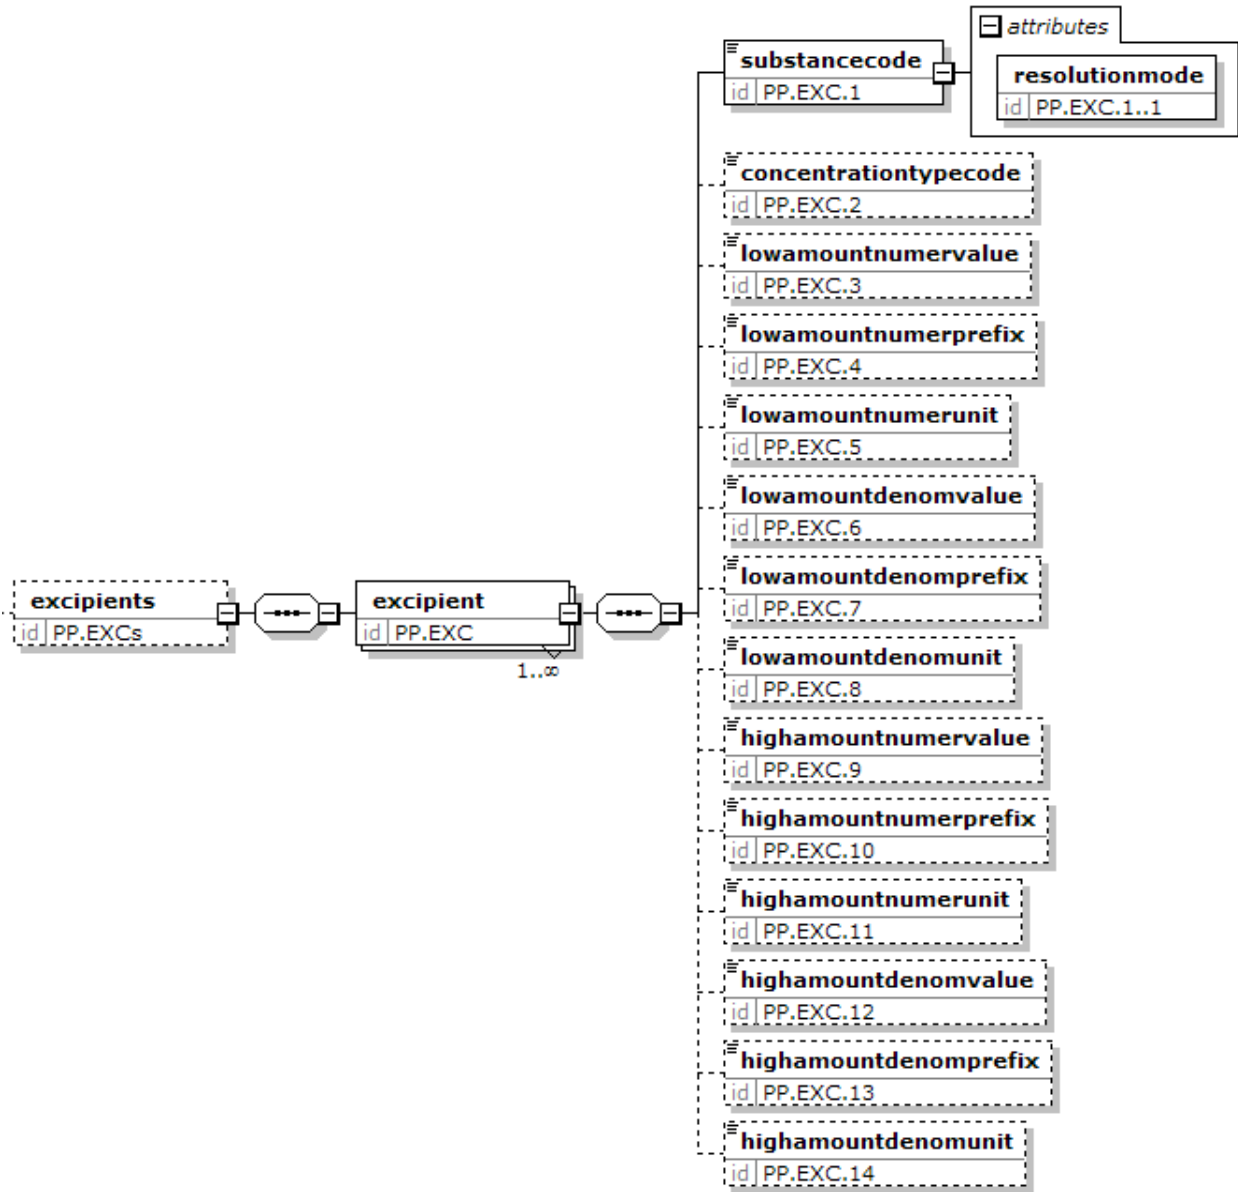 attributes
substancecode
id PP.EXC.1
resolutionmode
id PP.EXC.1..1
concentrationtypecode
id PP.EXC.2
lowamountnumervalue
id PP.EXC.3
lowamountnumerprefix
id PP.EXC.4
lowamountnumerunit
id PP.EXC.5
lowamountdenomvalue
id PP.EXC.6
excipients
id PP.EXCs
excipient
id PP.EXC
1..∞
lowamountdenomprefix
id PP.EXC.7
lowamountdenomunit
id PP.EXC.8
highamountnumervalue
id PP.EXC.9
highamountnumerprefix
id PP.EXC.10
highamountnumerunit
id PP.EXC.11
highamountdenomvalue
id PP.EXC.12
highamountdenomprefix
id PP.EXC.13
highamountdenomunit
id PP.EXC.14